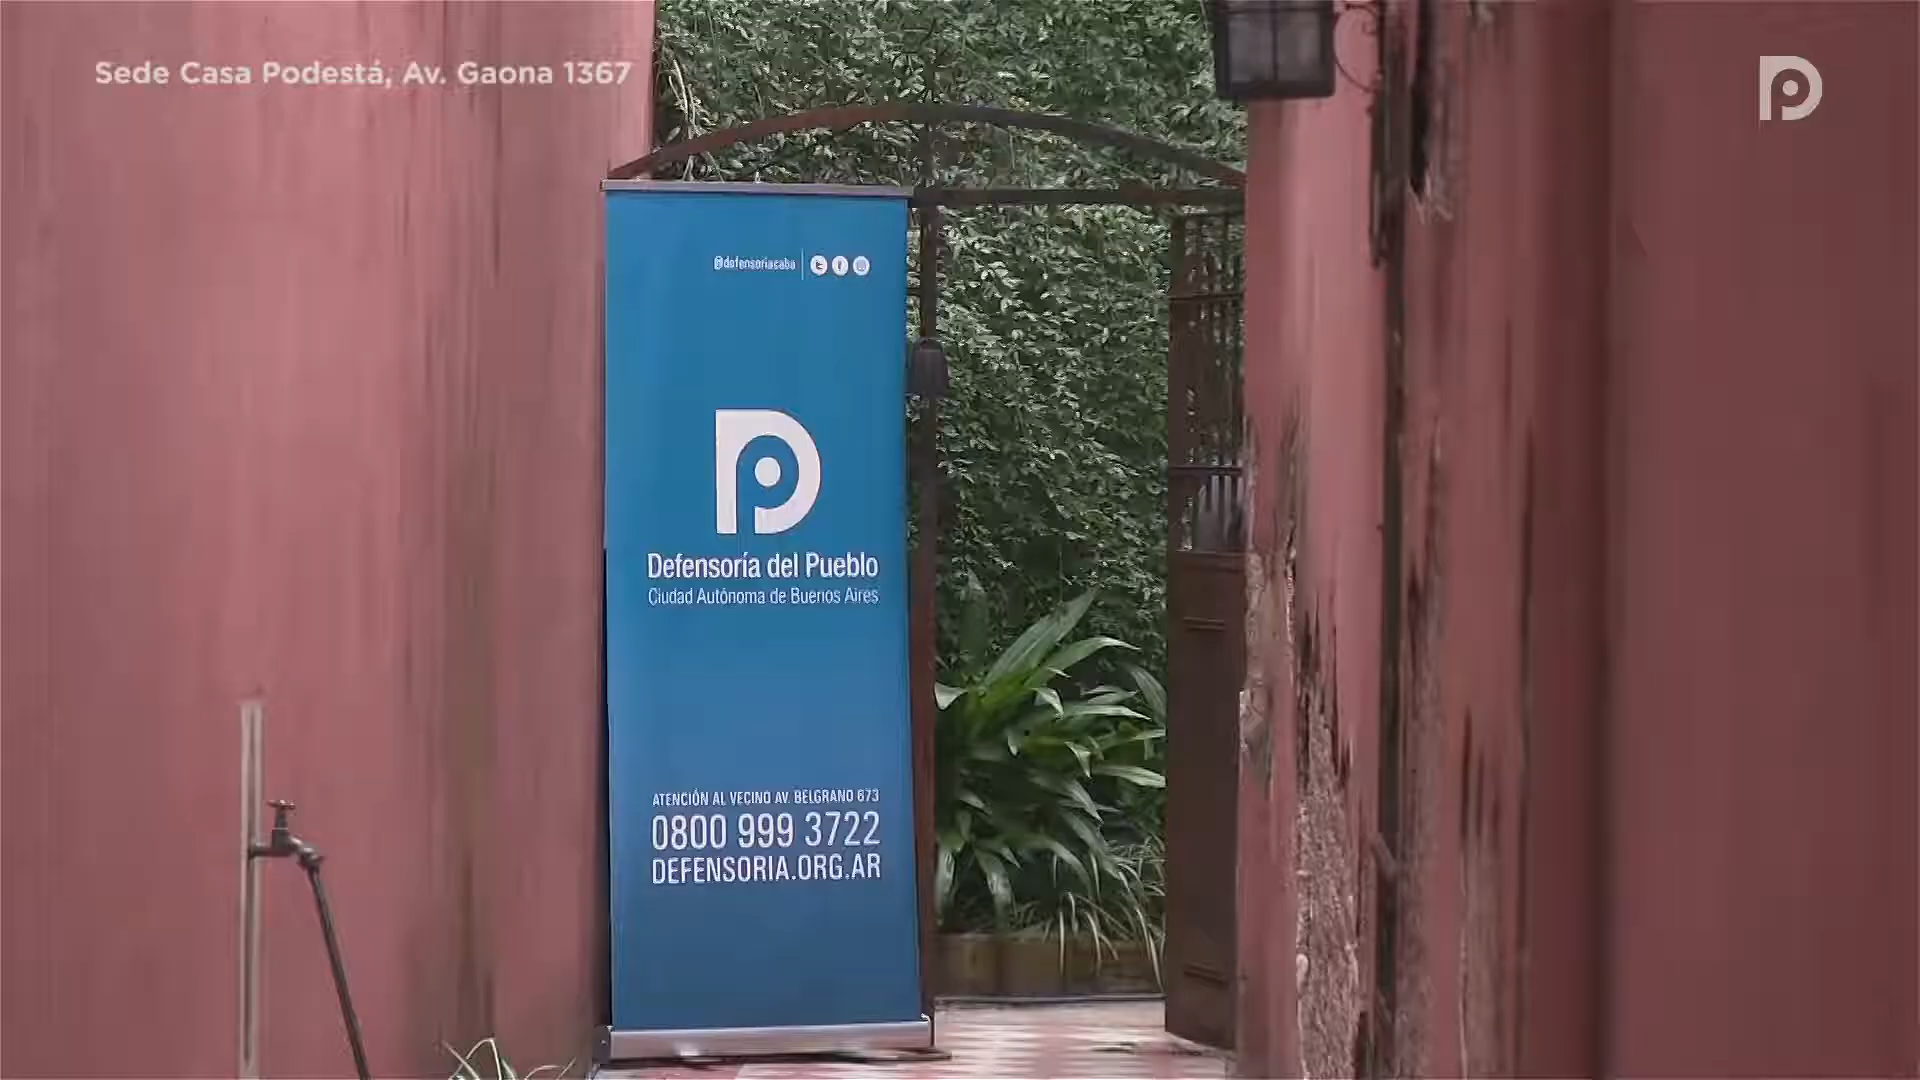 Sede Casa Podestá, Av. Gaona 1367
@defensoriacaba
Defensoría del Pueblo
Ciudad Autónoma de Buenos Aires
ATENCIÓN AL VECINO AV. BELGRANO 673
0800 999 3722
DEFENSORIA.ORG.AR